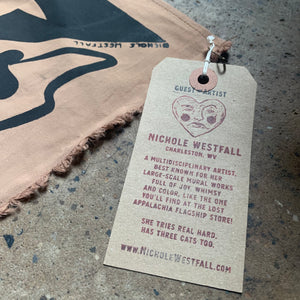 NICHOLE WESTFALL
GUEST ARTIST
NICHOLE WESTFALL
CHARLESTON, WV
A MULTIDISCIPLINARY ARTIST,
BEST KNOWN FOR HER
LARGE-SCALE MURAL WORKS
FULL OF JOY, WHIMSY
AND COLOR, LIKE THE ONE
YOU'LL FIND AT THE LOST
APPALACHIA FLAGSHIP STORE!
SHE TRIES REAL HARD.
HAS THREE CATS TOO.
WWW.NICHOLEWESTFALL.COM